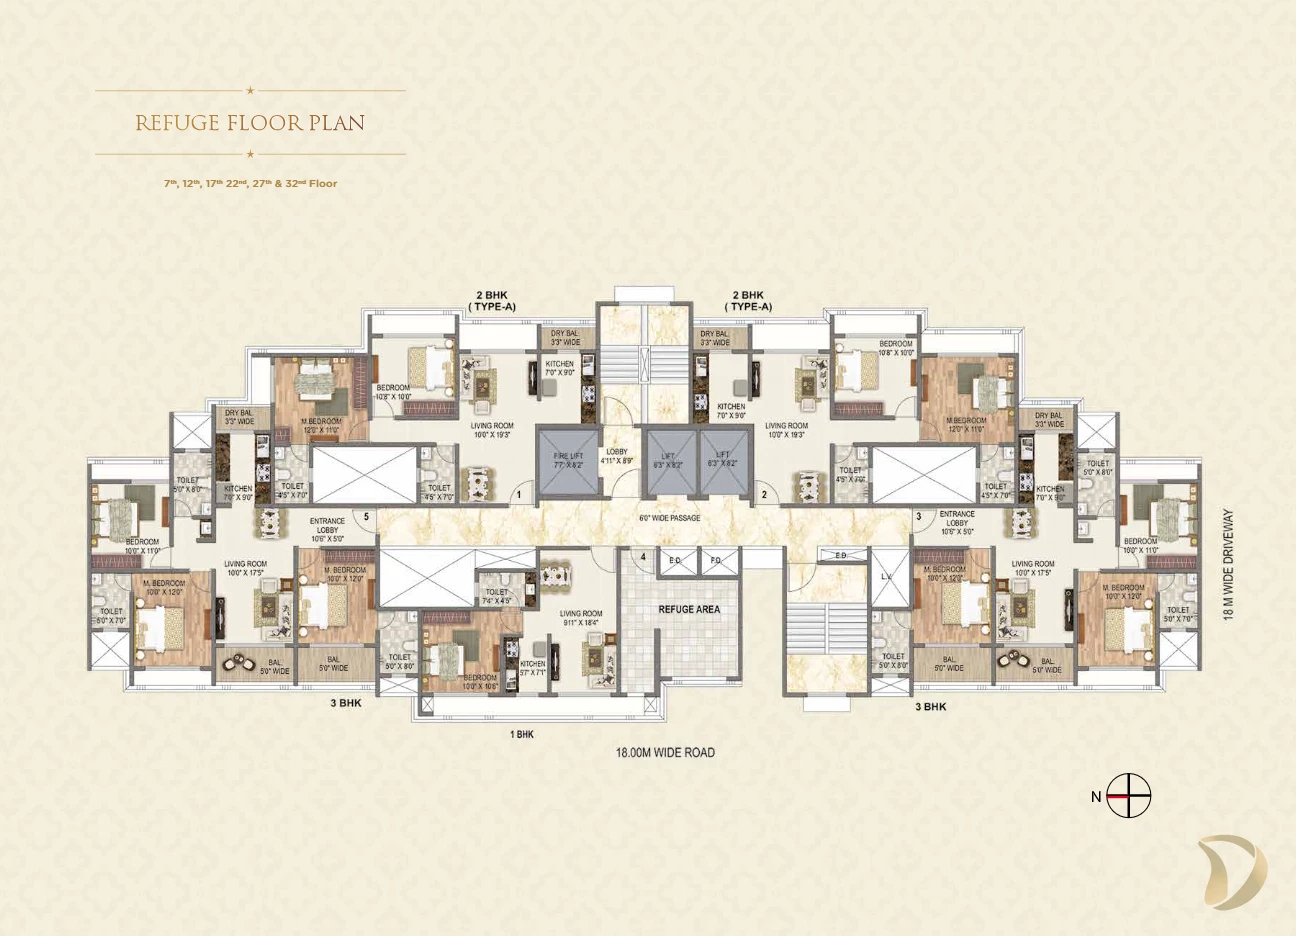 REFUGE FLOOR PLAN
7th, 12th, 17th 22nd, 27th & 32nd Floor
2 BHK
( TYPE-A)
2 BHK
( TYPE-A)
DRY BAL
3'3" WIDE
KITCHEN
7'0" X 9'0"
BEDROOM
10'8" X 10'0"
M.BEDROOM
12'0" X 11'0"
LIVING ROOM
10'0" X 19'3"
TOILET
4'5" X 7'0"
1
FIRE LIFT
7'7" X 8'2"
LOBBY
4'11" X 8'9"
LIFT
6'3" X 8'2"
LIFT
6'3" X 8'2"
DRY BAL
3'3" WIDE
KITCHEN
7'0" X 9'0"
LIVING ROOM
10'0" X 19'3"
BEDROOM
10'8" X 10'0"
M.BEDROOM
12'0" X 11'0"
TOILET
4'5" X 7'0"
2
6'0" WIDE PASSAGE
DRY BAL
3'3" WIDE
KITCHEN
7'0" X 9'0"
TOILET
4'5" X 7'0"
TOILET
5'0" X 8'0"
BEDROOM
10'0" X 11'0"
ENTRANCE
LOBBY
10'6" X 5'0"
5
LIVING ROOM
10'0" X 17'5"
M. BEDROOM
10'0" X 12'0"
M. BEDROOM
10'0" X 12'0"
TOILET
5'0" X 7'0"
BAL.
5'0" WIDE
BAL
5'0" WIDE
TOILET
5'0" X 8'0"
3 BHK
TOILET
7'4" X 4'5"
BEDROOM
10'0" X 10'6"
KITCHEN
5'7" X 7'1"
LIVING ROOM
9'11" X 18'4"
4
E.D.
F.D.
REFUGE AREA
1 BHK
E.D.
L.V.
3
ENTRANCE
LOBBY
10'6" X 5'0"
DRY BAL
3'3" WIDE
KITCHEN
7'0" X 9'0"
TOILET
4'5" X 7'0"
TOILET
5'0" X 8'0"
BEDROOM
10'0" X 11'0"
M. BEDROOM
10'0" X 12'0"
LIVING ROOM
10'0" X 17'5"
M. BEDROOM
10'0" X 12'0"
TOILET
5'0" X 7'0"
TOILET
5'0" X 8'0"
BAL
5'0" WIDE
BAL.
5'0" WIDE
3 BHK
18 M WIDE DRIVEWAY
18.00M WIDE ROAD
N